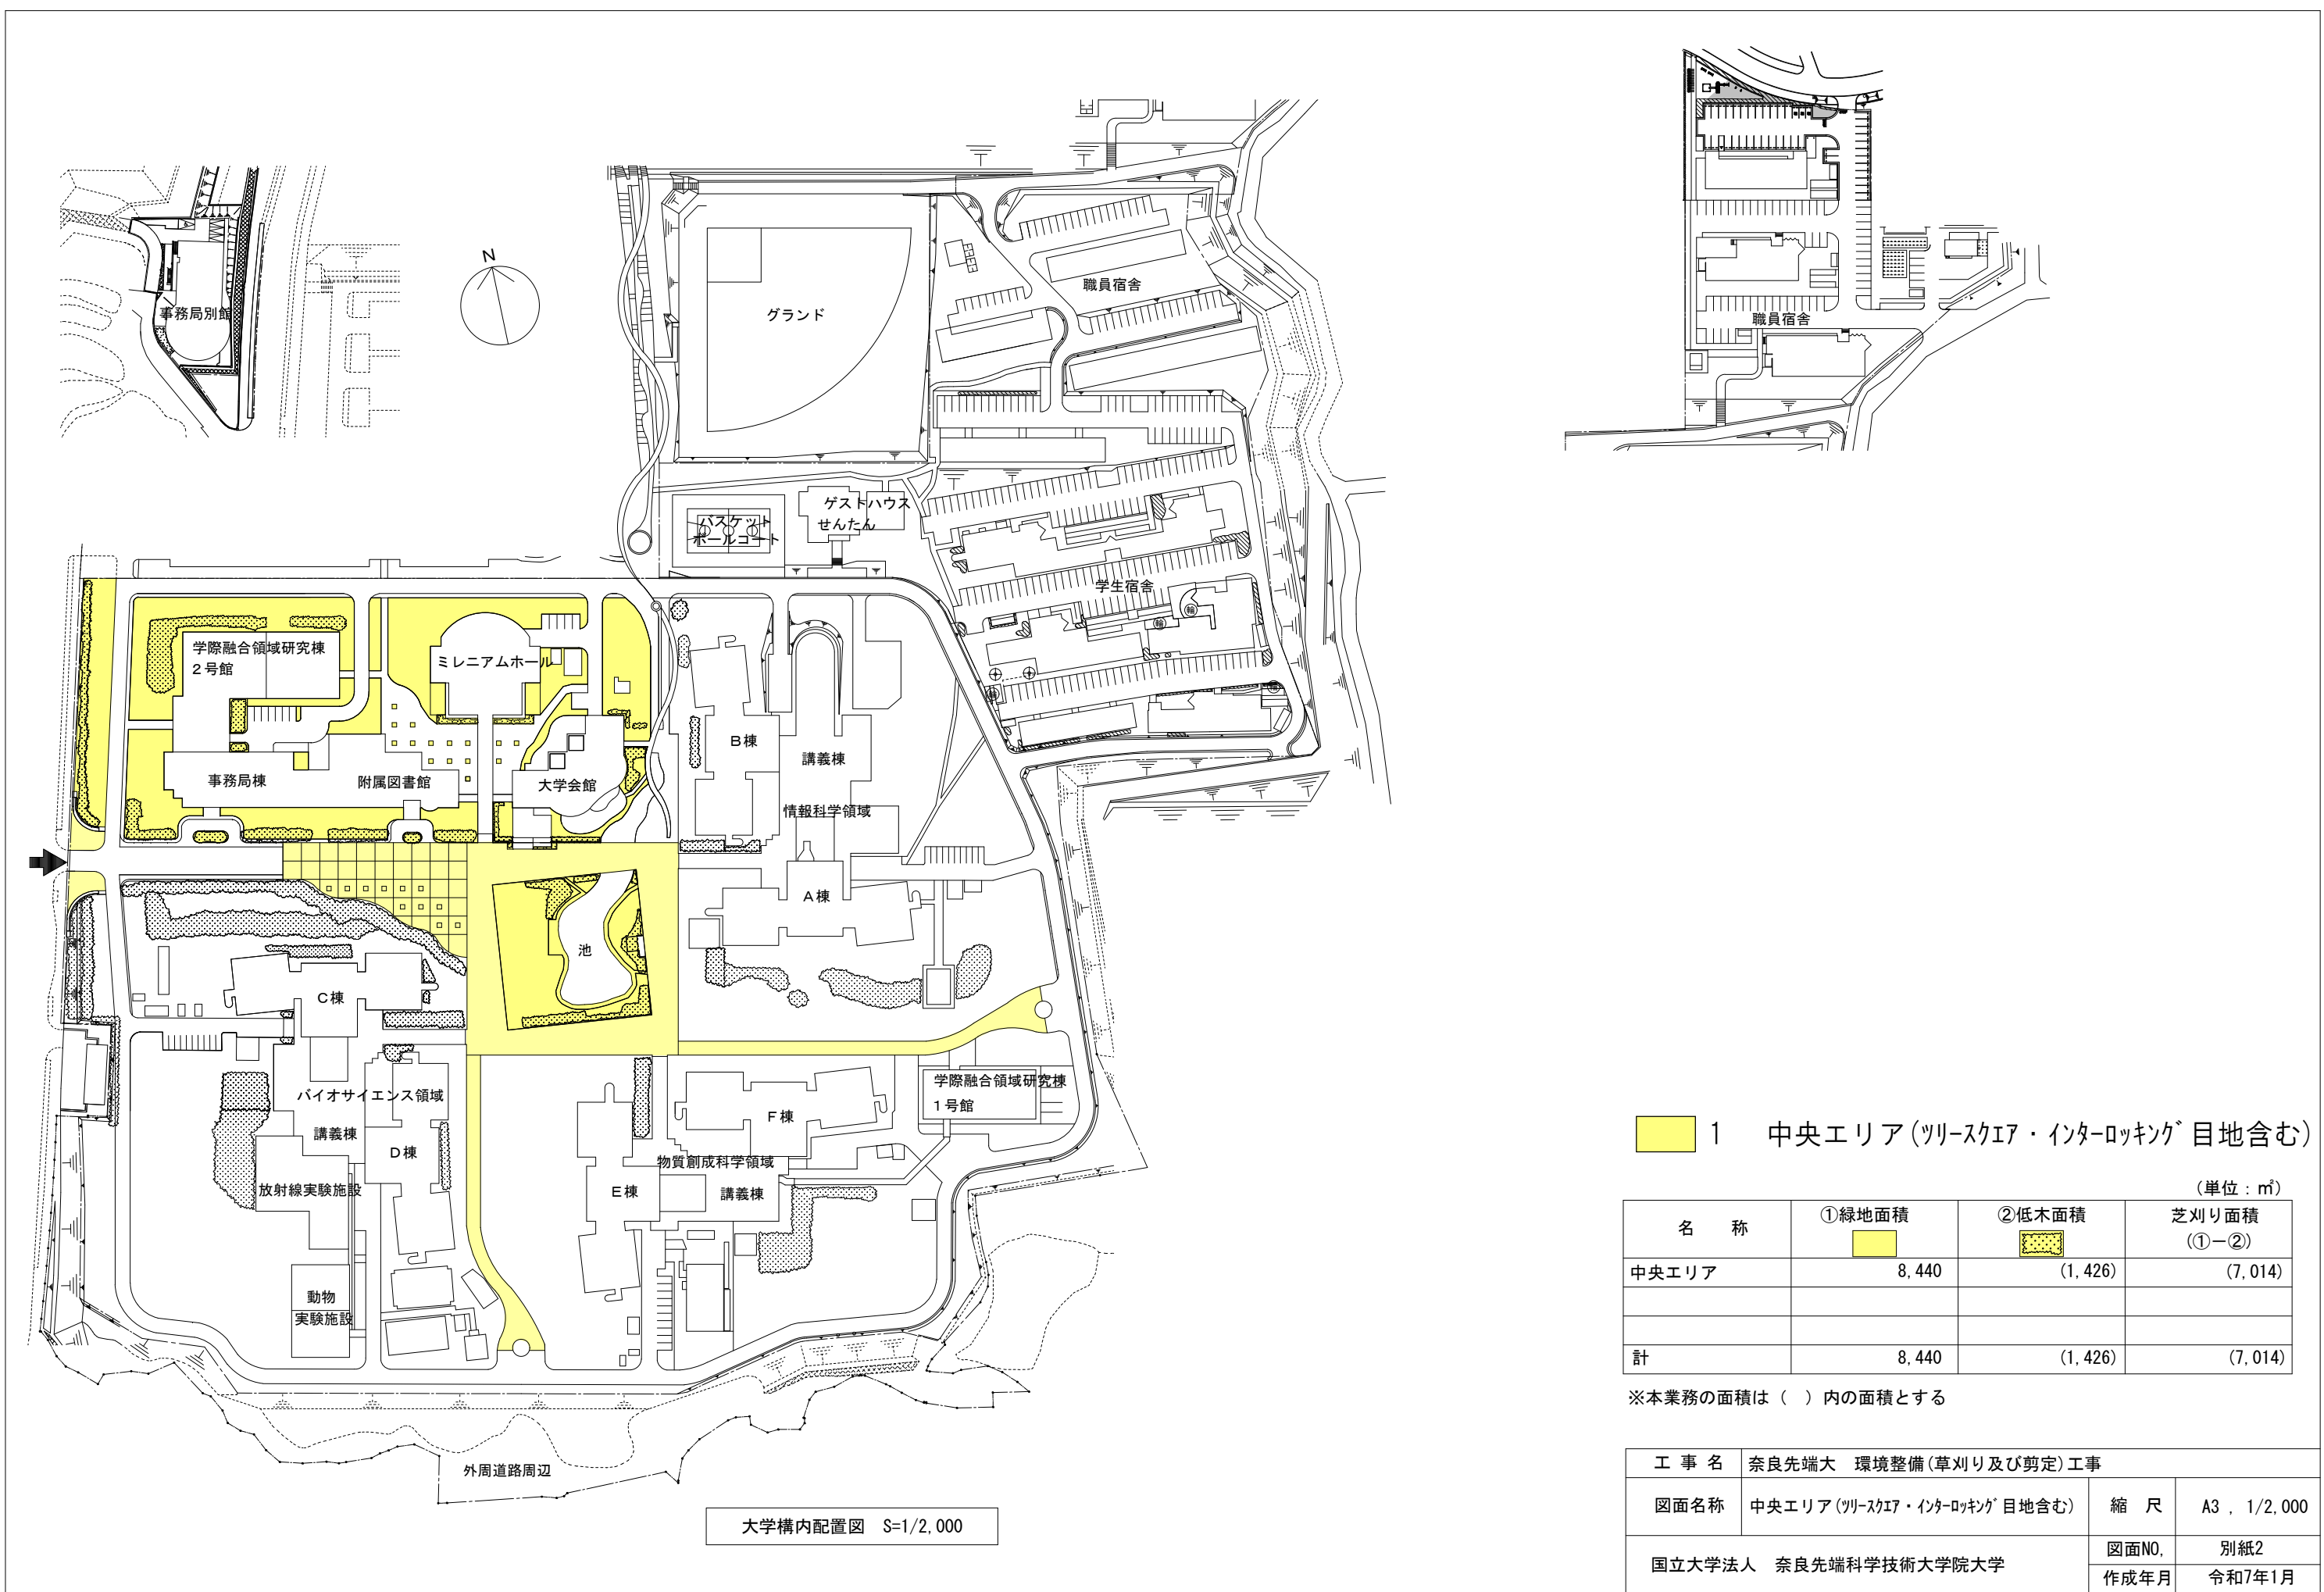 事務局別館
N
グランド
職員宿舎
職員宿舎
バスケット
ボールコート
ゲストハウス
せんたん
学生宿舎
輪
輪
輪
学際融合領域研究棟
2号館
ミレニアムホール
事務局棟
附属図書館
大学会館
B棟
講義棟
情報科学領域
A棟
池
C棟
バイオサイエンス領域
講義棟
D棟
放射線実験施設
動物
実験施設
学際融合領域研究棟
1号館
F棟
物質創成科学領域
E棟
講義棟
外周道路周辺
大学構内配置図 S=1/2,000
1 中央エリア(ﾂﾘｰｽｸｴｱ・ｲﾝﾀｰﾛｯｷﾝｸﾞ目地含む)
(単位:㎡)
名 称 ①緑地面積 ②低木面積 芝刈り面積
(①－②)
中央エリア 8,440 (1,426) (7,014)
計 8,440 (1,426) (7,014)
※本業務の面積は( )内の面積とする
工事名 奈良先端大 環境整備(草刈り及び剪定)工事
図面名称 中央エリア(ﾂﾘｰｽｸｴｱ・ｲﾝﾀｰﾛｯｷﾝｸﾞ目地含む) 縮尺 A3 , 1/2,000
国立大学法人 奈良先端科学技術大学院大学 図面NO, 別紙2
作成年月 令和7年1月